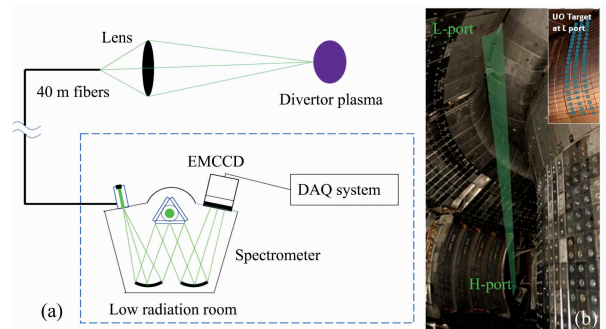 (a)
Lens
40 m fibers
Divertor plasma
EMCCD
DAQ system
Spectrometer
Low radiation room
L-port
UO Target
at L port
H-port
(b)